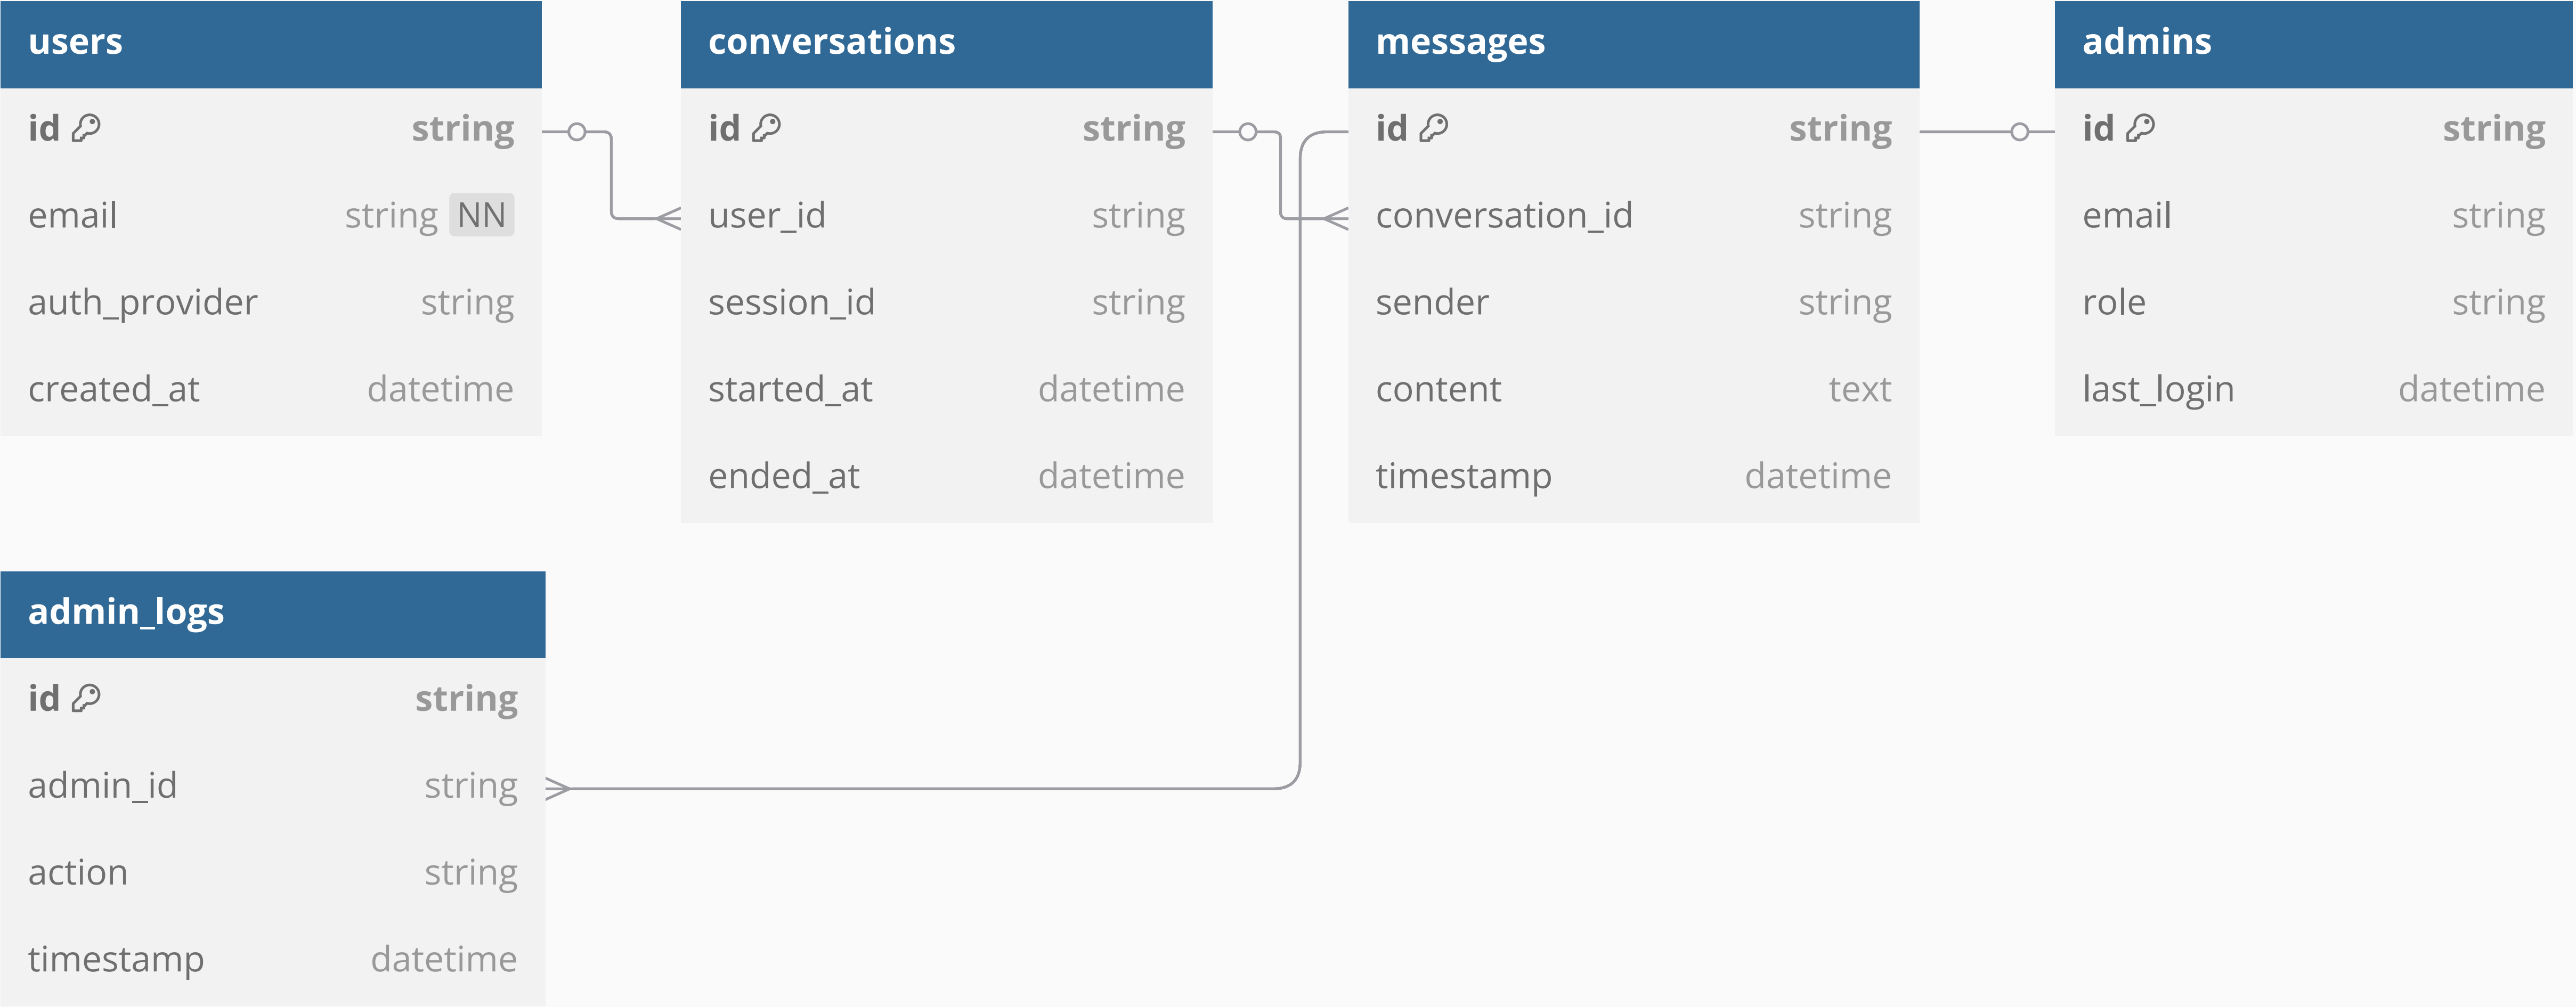 users
id string
email string NN
auth_provider string
created_at datetime
conversations
id string
user_id string
session_id string
started_at datetime
ended_at datetime
messages
id string
conversation_id string
sender string
content text
timestamp datetime
admins
id string
email string
role string
last_login datetime
admin_logs
id string
admin_id string
action string
timestamp datetime